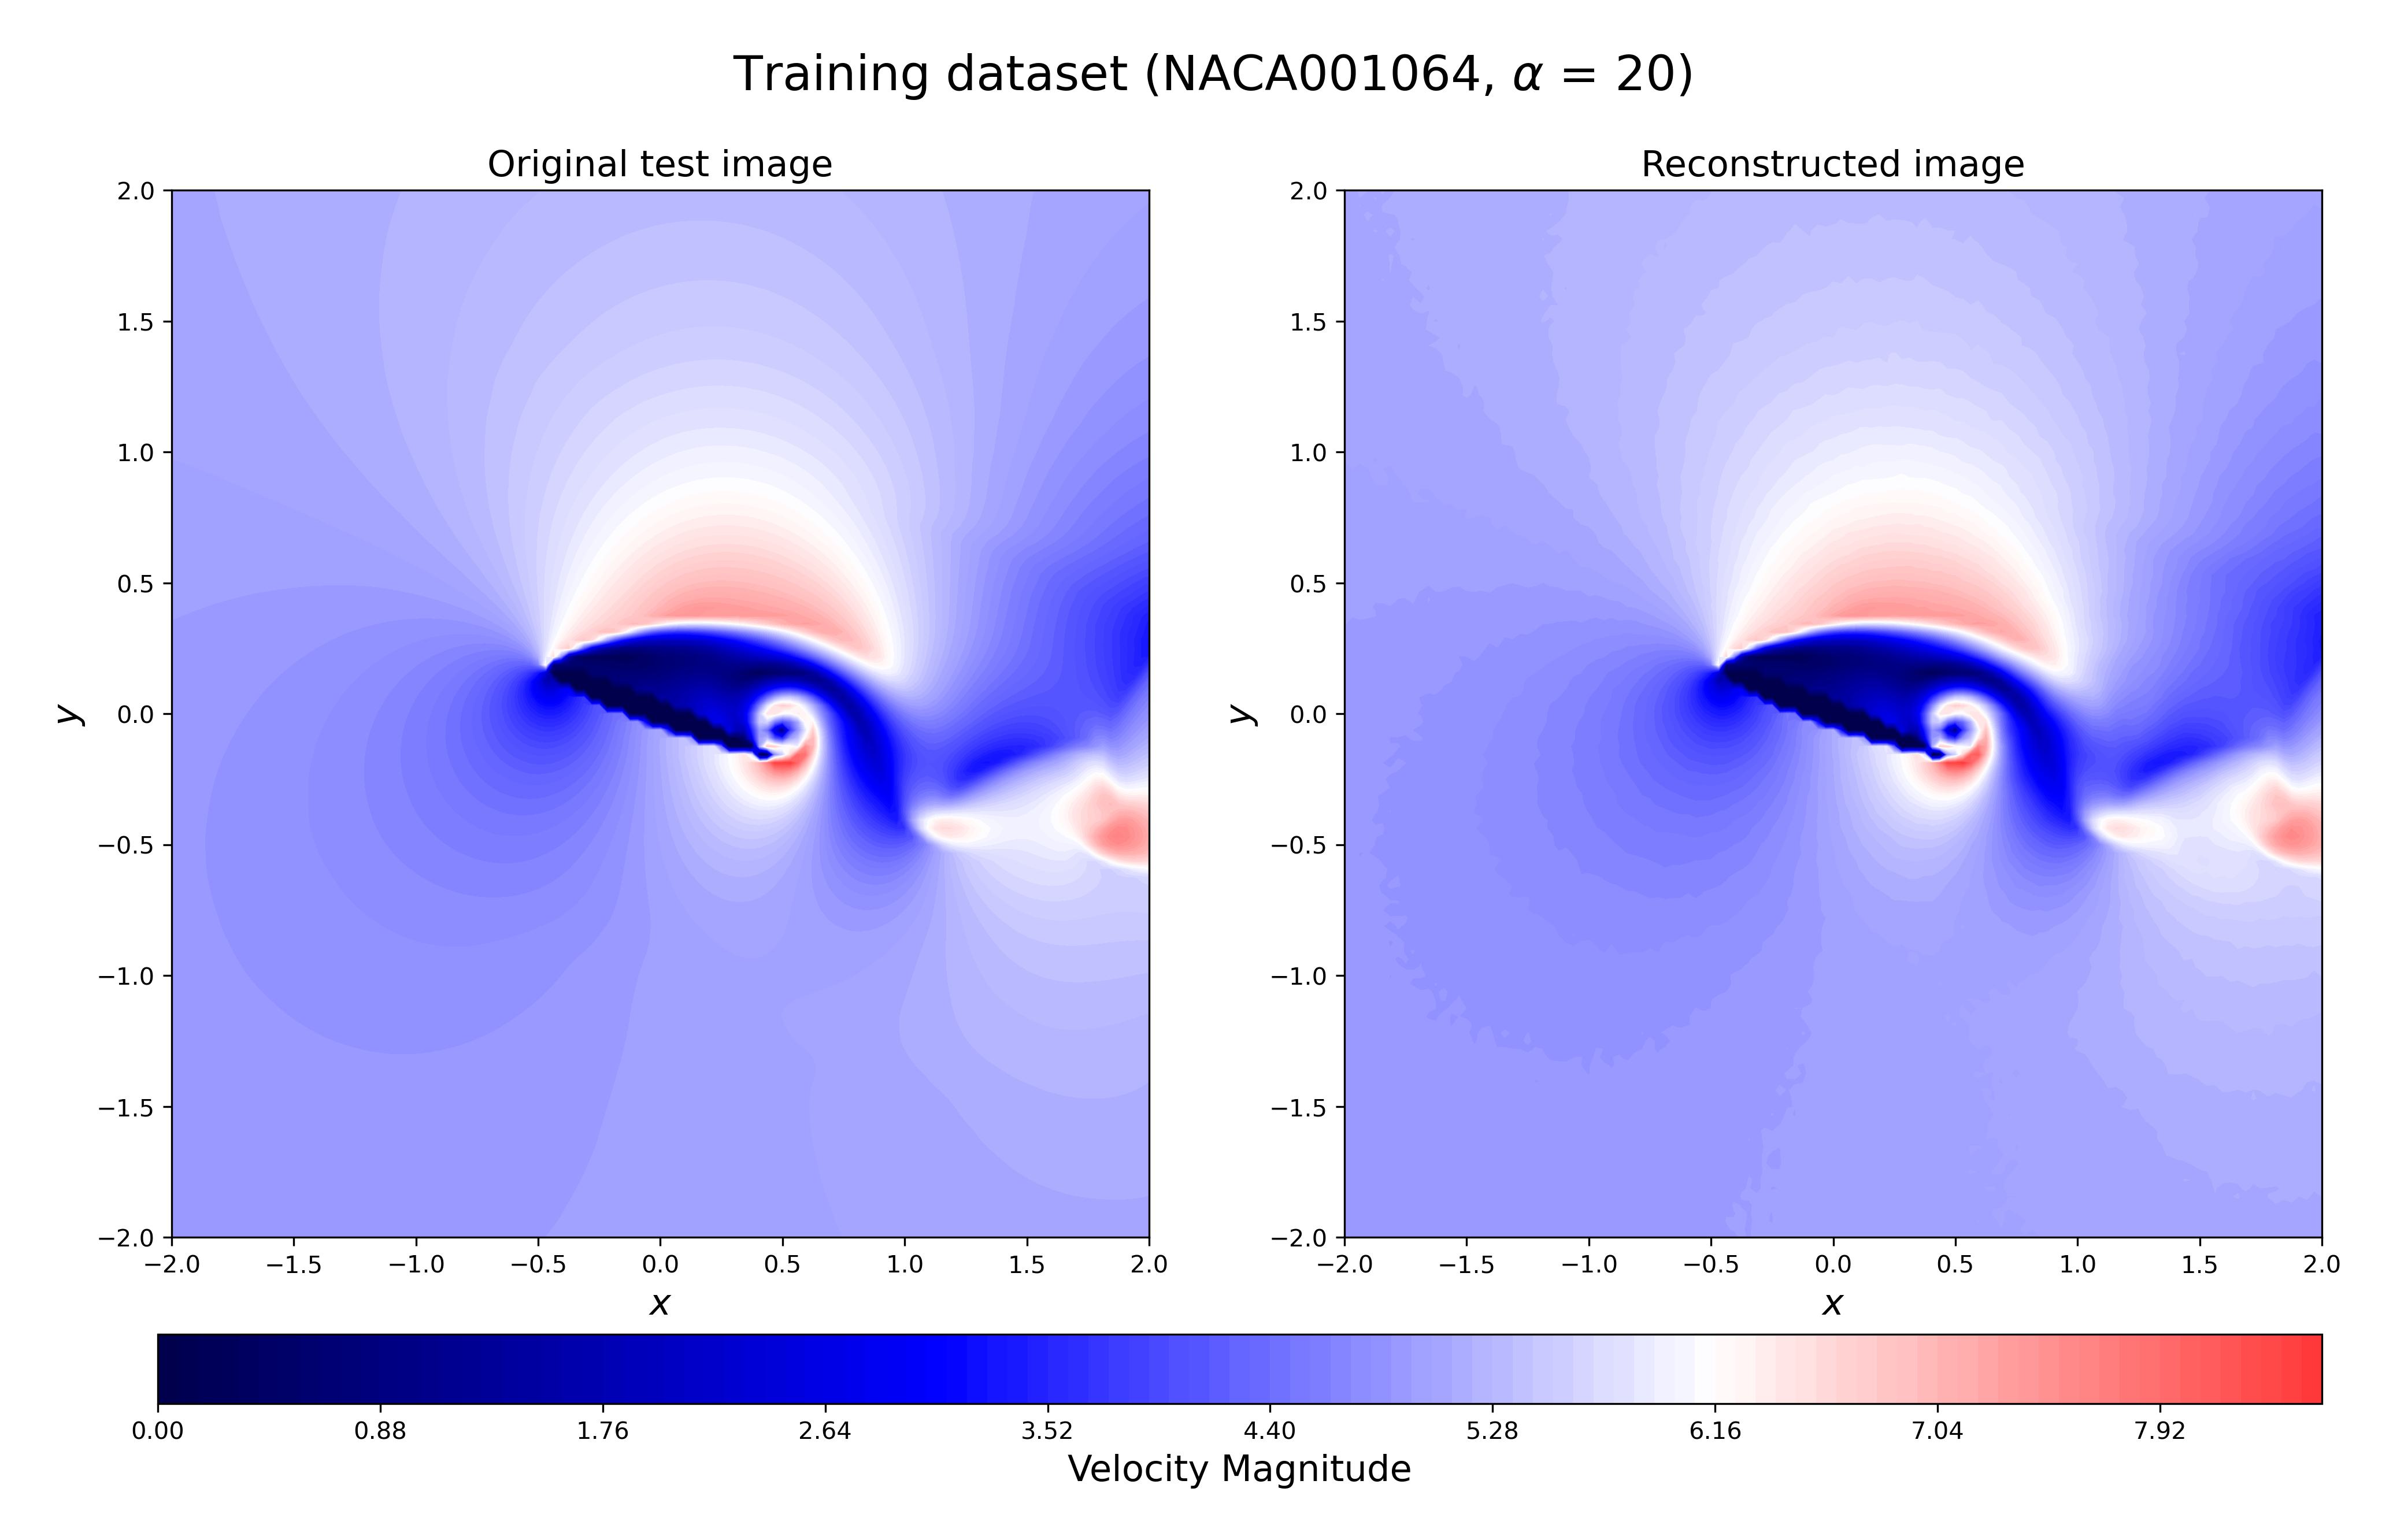 Training dataset (NACA001064, α = 20)
Original test image
2.0
1.5
1.0
0.5
0.0
−0.5
−1.0
−1.5
−2.0
y
−2.0 −1.5 −1.0 −0.5 0.0 0.5 1.0 1.5 2.0
x
Reconstructed image
2.0
1.5
1.0
0.5
0.0
−0.5
−1.0
−1.5
−2.0
y
−2.0 −1.5 −1.0 −0.5 0.0 0.5 1.0 1.5 2.0
x
0.00 0.88 1.76 2.64 3.52 4.40 5.28 6.16 7.04 7.92
Velocity Magnitude